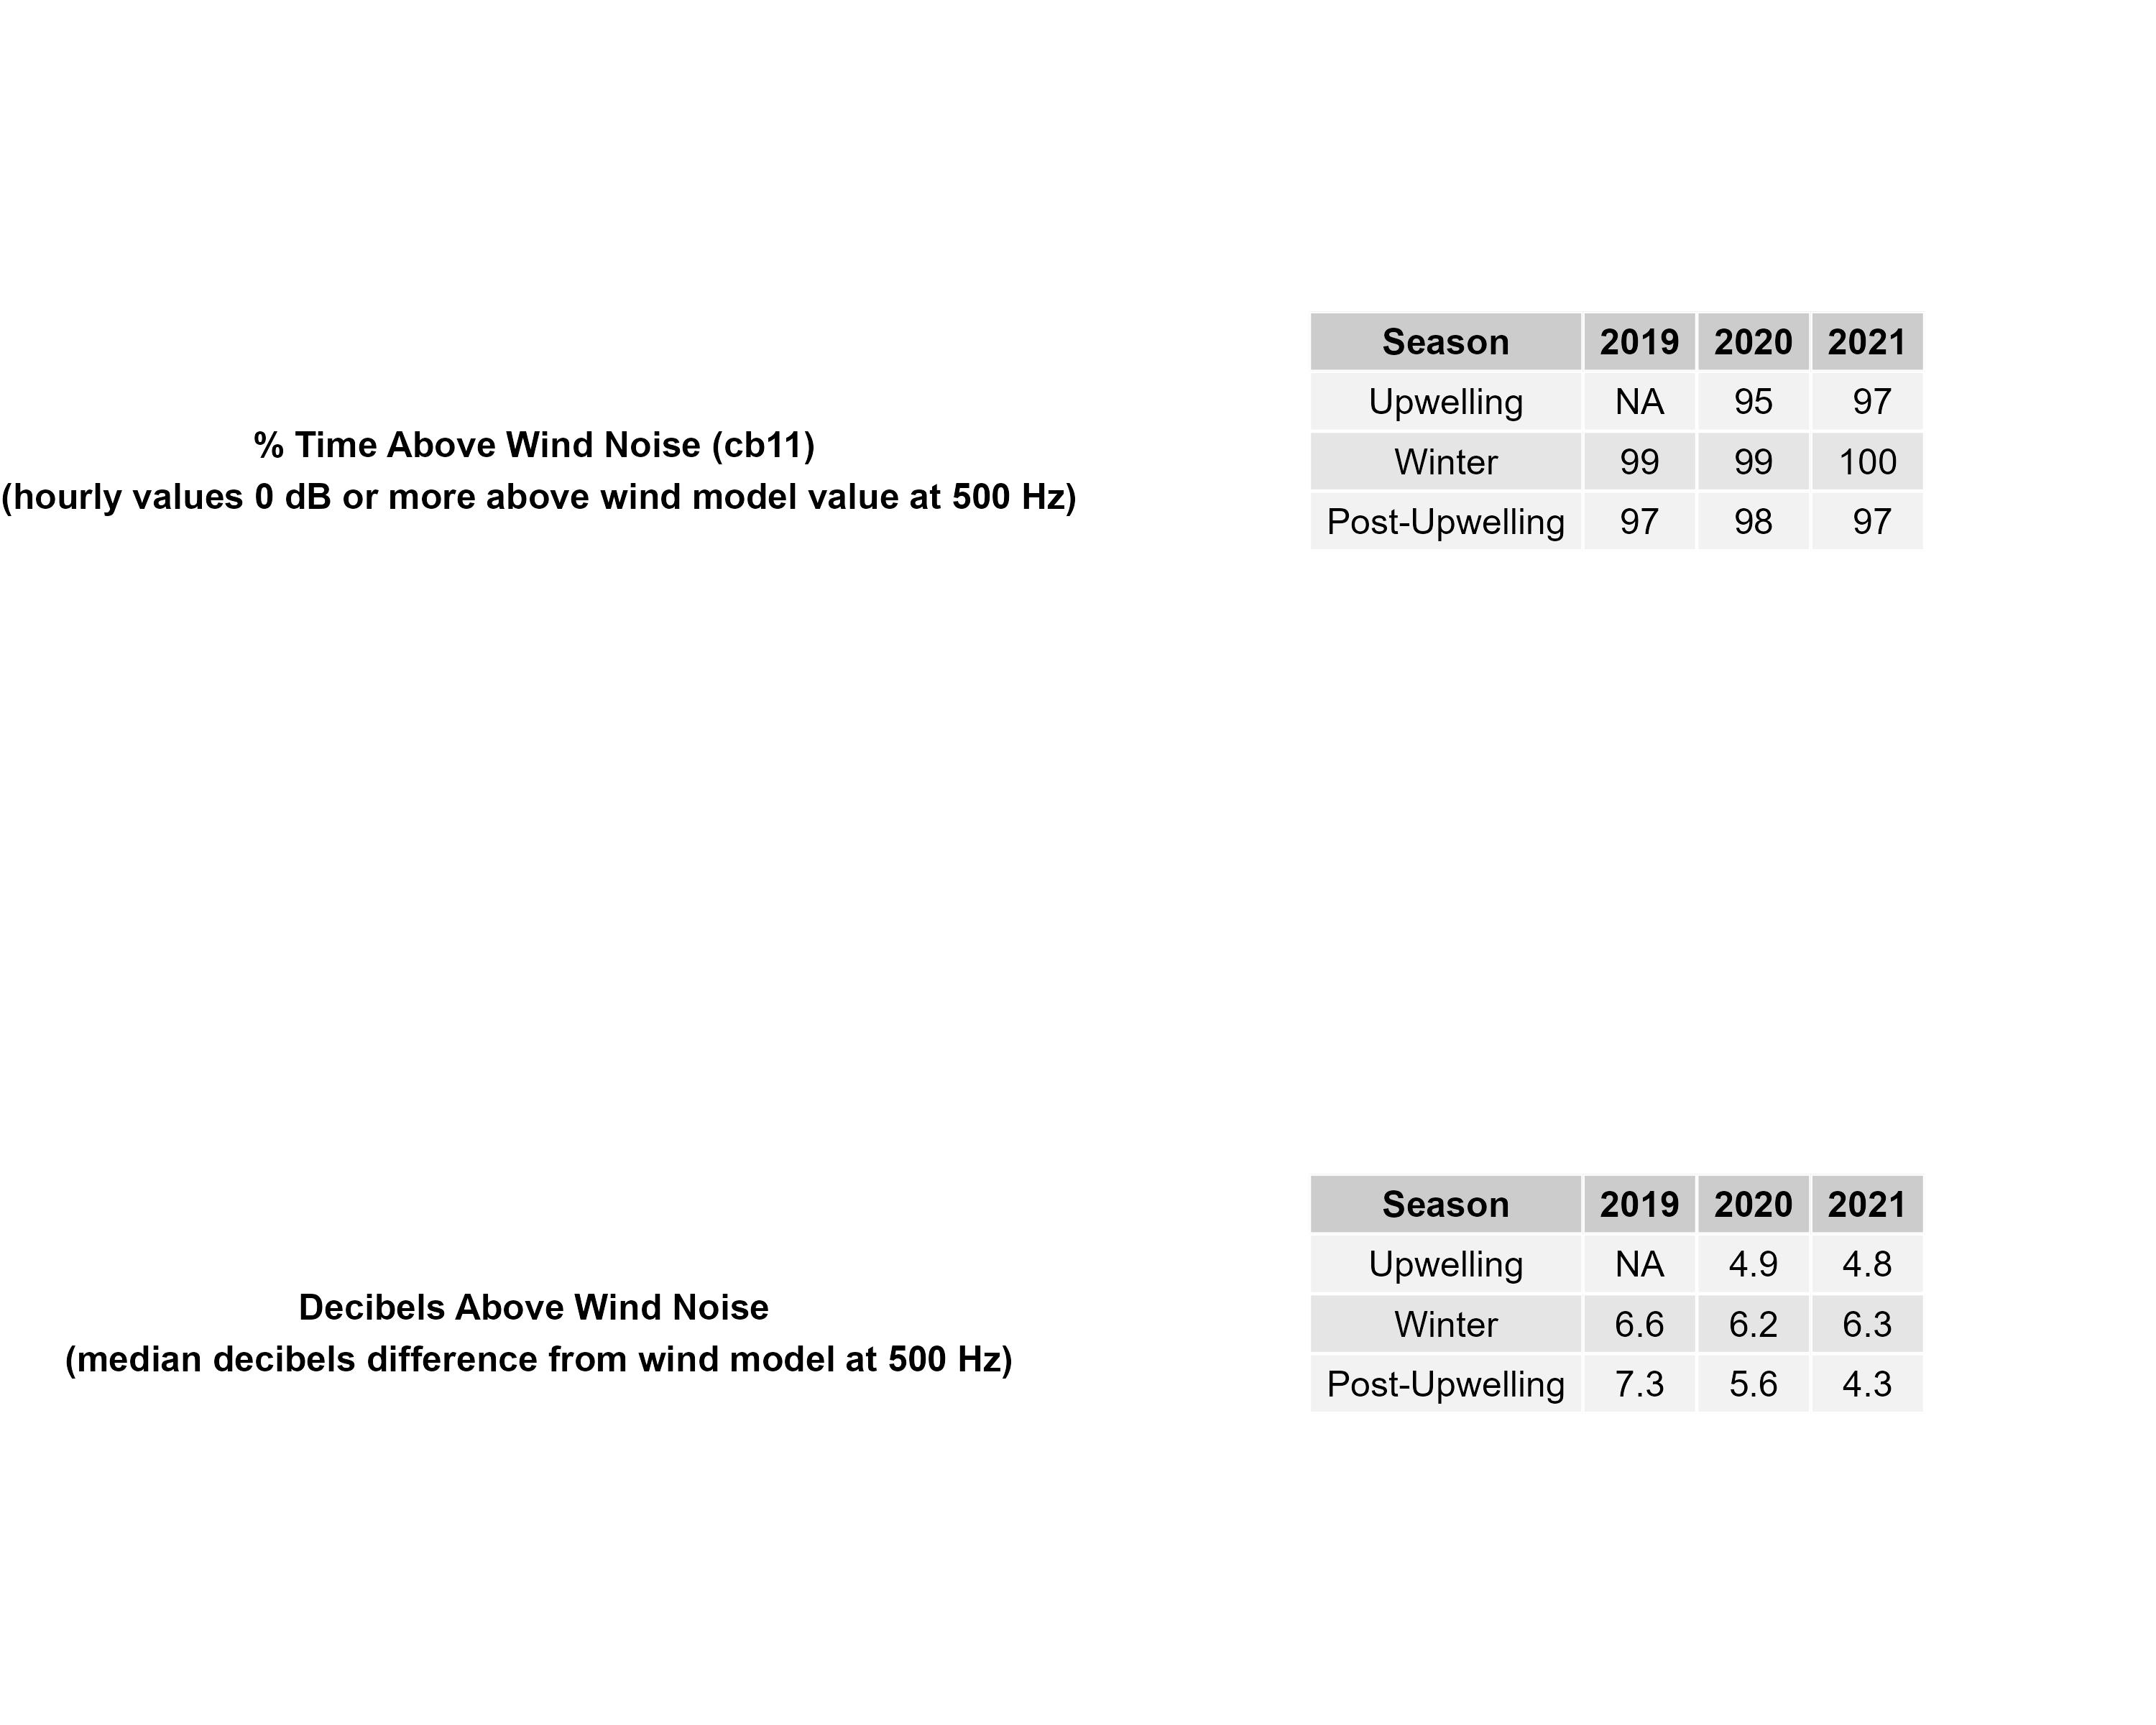 % Time Above Wind Noise (cb11)
(hourly values 0 dB or more above wind model value at 500 Hz)
Season 2019 2020 2021
Upwelling NA 95 97
Winter 99 99 100
Post-Upwelling 97 98 97
Decibels Above Wind Noise
(median decibels difference from wind model at 500 Hz)
Season 2019 2020 2021
Upwelling NA 4.9 4.8
Winter 6.6 6.2 6.3
Post-Upwelling 7.3 5.6 4.3